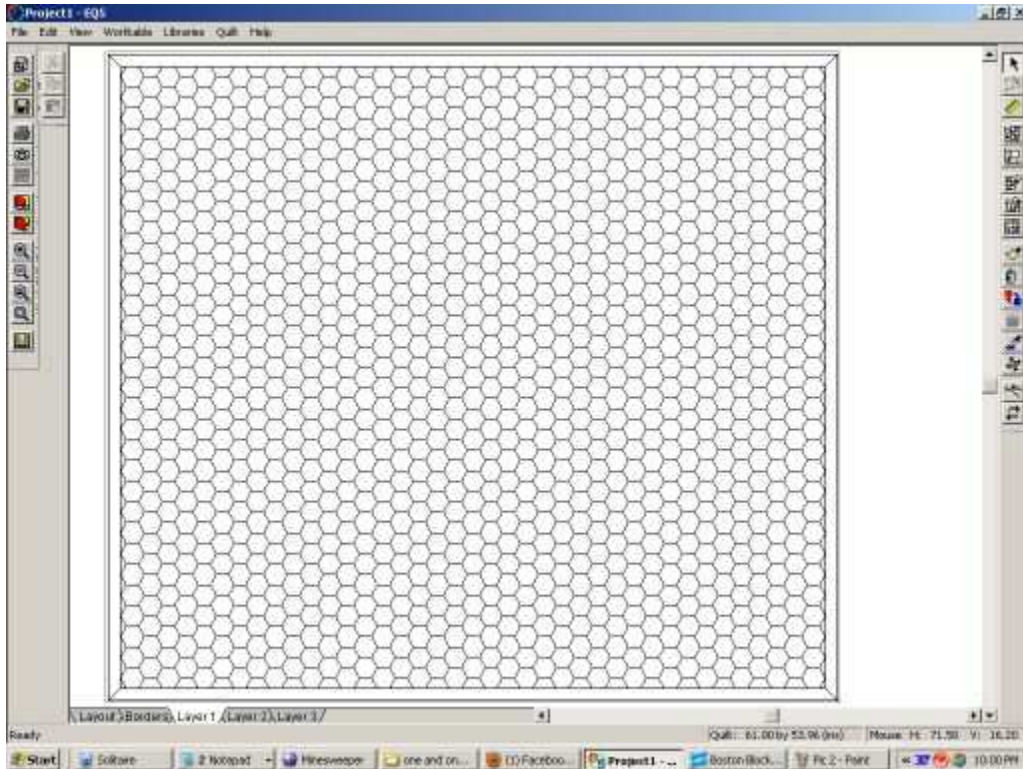 Project1 - EQ5
File Edit View Worktable Libraries Quilt Help
Layout Borders Layer 1 Layer 2 Layer 3
Ready
Quilt: 61.00 by 53.96 (ins) Mouse H: 71.50 V: 16.20
Start Solitaire 2 Notepad Minesweeper one and on... (1) Faceboo... Project1 - ... Boston Block... Pic 2 - Paint 10:00 PM